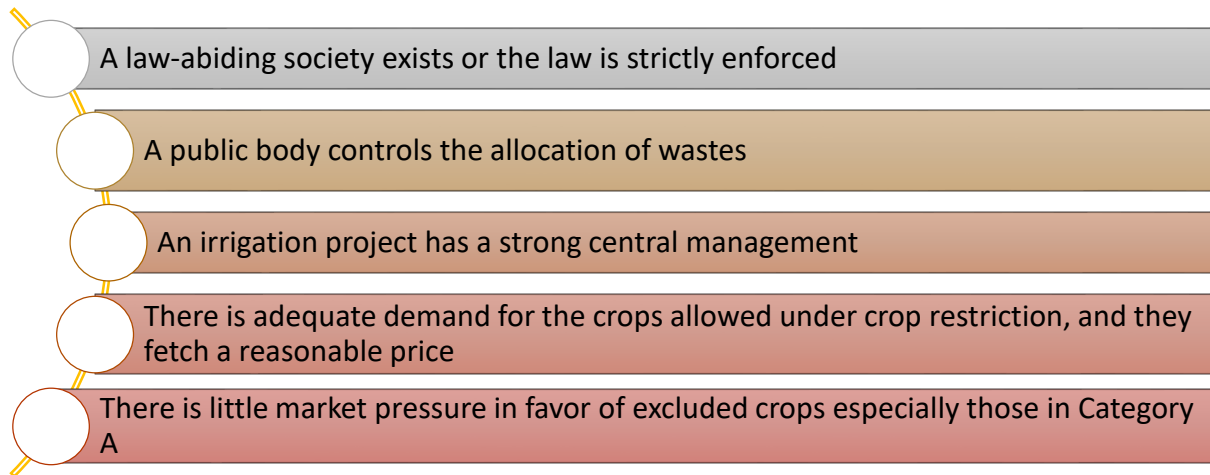 A law-abiding society exists or the law is strictly enforced
A public body controls the allocation of wastes
An irrigation project has a strong central management
There is adequate demand for the crops allowed under crop restriction, and they
fetch a reasonable price
There is little market pressure in favor of excluded crops especially those in Category
A